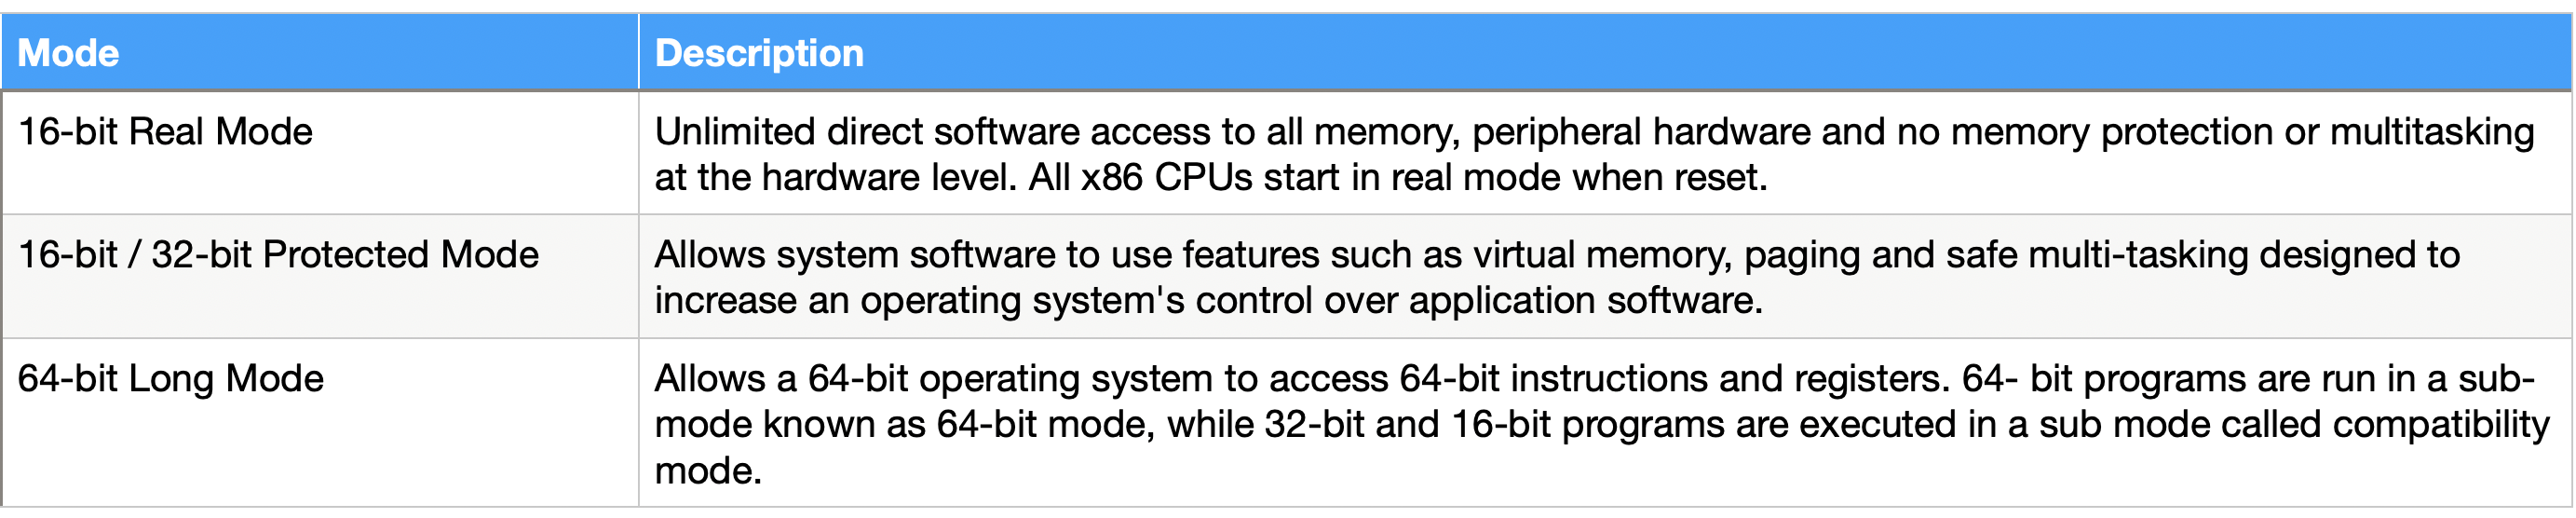 Mode
Description
16-bit Real Mode
Unlimited direct software access to all memory, peripheral hardware and no memory protection or multitasking
at the hardware level. All x86 CPUs start in real mode when reset.
16-bit / 32-bit Protected Mode
Allows system software to use features such as virtual memory, paging and safe multi-tasking designed to
increase an operating system's control over application software.
64-bit Long Mode
Allows a 64-bit operating system to access 64-bit instructions and registers. 64- bit programs are run in a sub-
mode known as 64-bit mode, while 32-bit and 16-bit programs are executed in a sub mode called compatibility
mode.